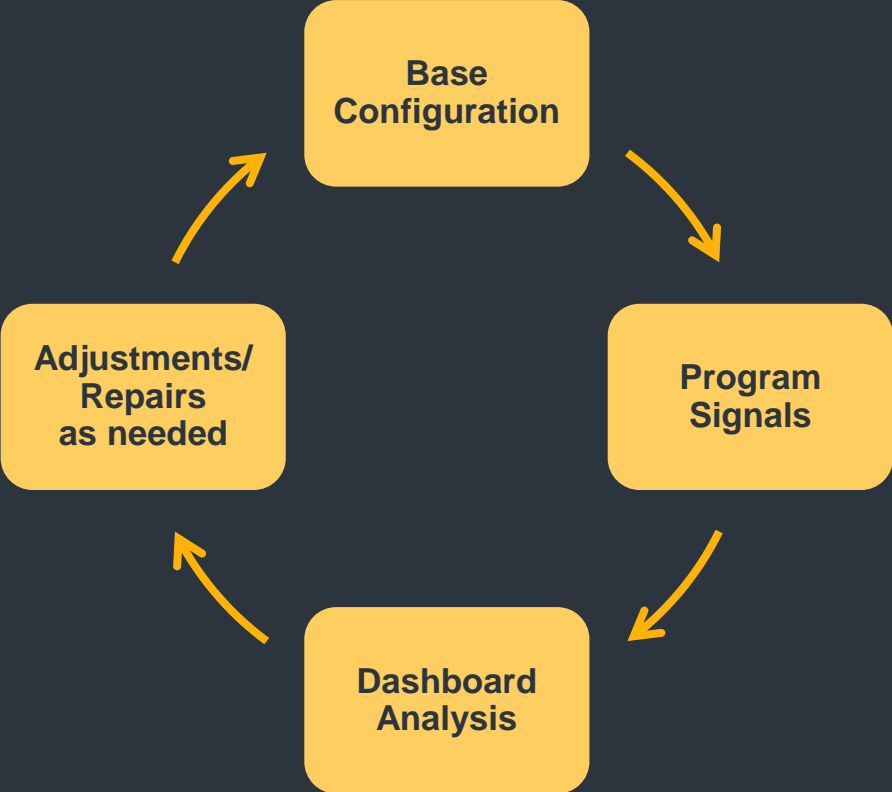 Base
Configuration
Program
Signals
Dashboard
Analysis
Adjustments/
Repairs
as needed